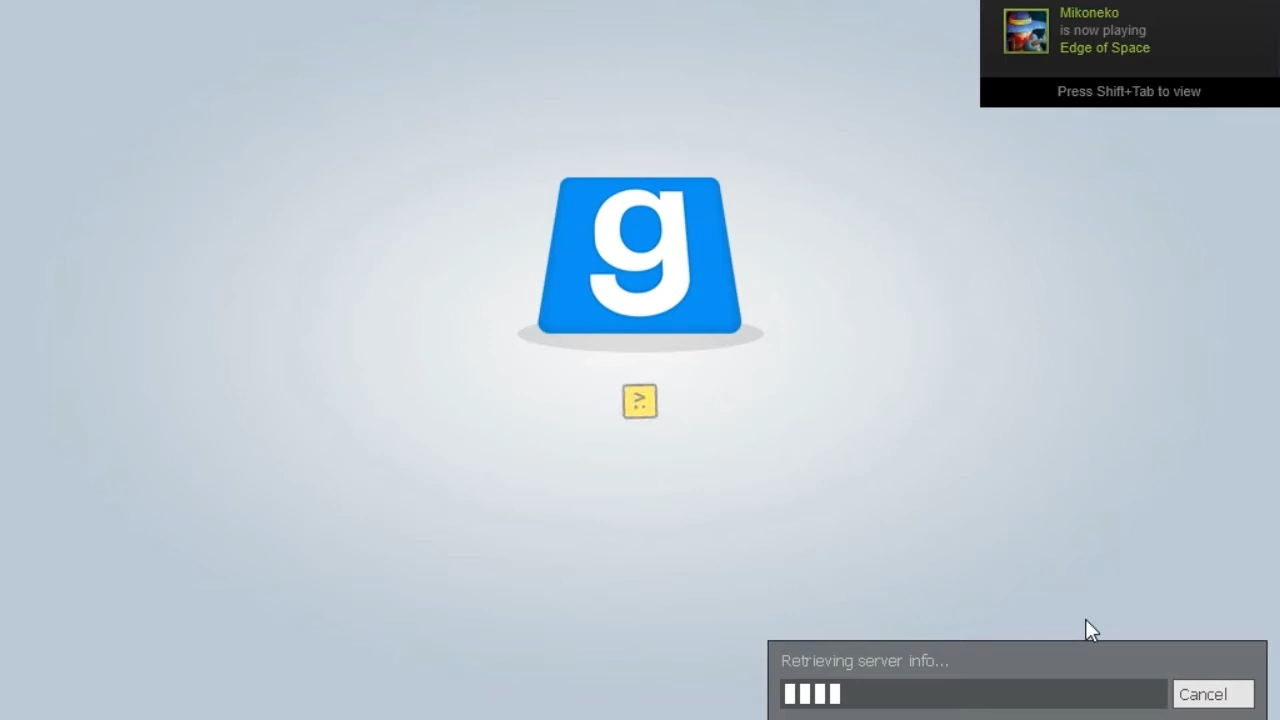 Mikoneko
is now playing
Edge of Space
Press Shift+Tab to view
g
:>
Retrieving server info...
Cancel